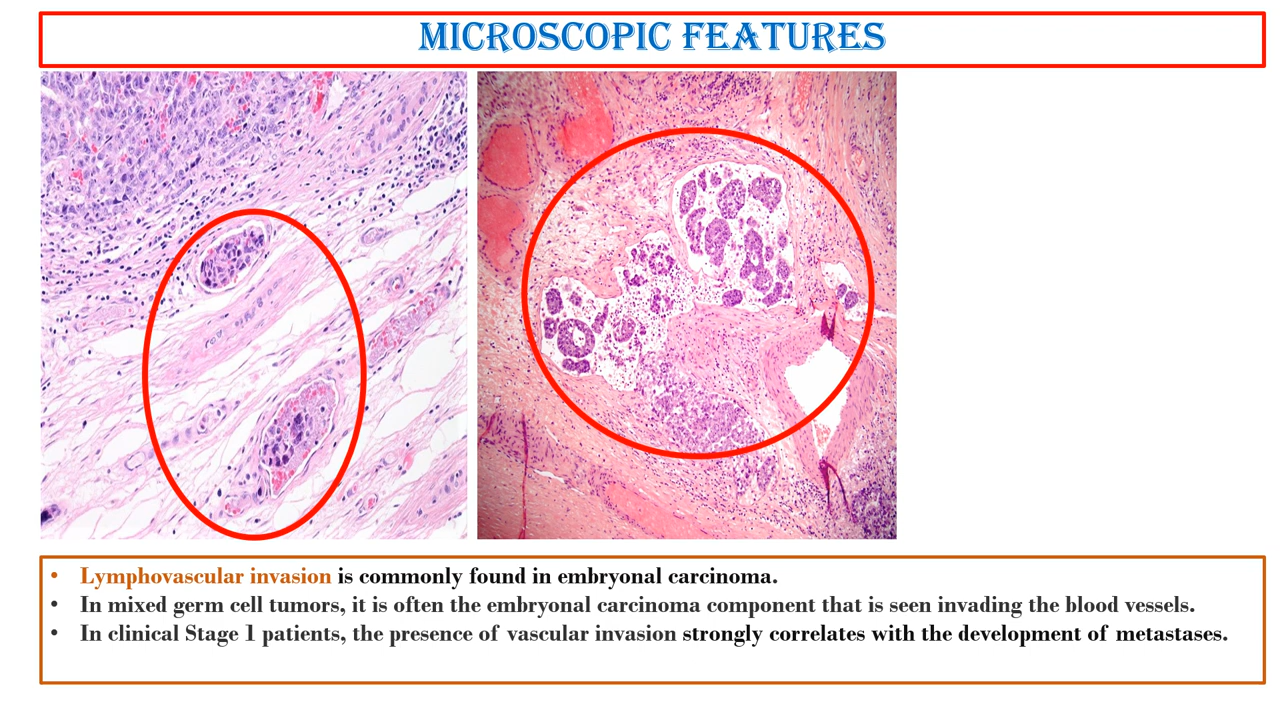 MICROSCOPIC FEATURES
• Lymphovascular invasion is commonly found in embryonal carcinoma.
• In mixed germ cell tumors, it is often the embryonal carcinoma component that is seen invading the blood vessels.
• In clinical Stage 1 patients, the presence of vascular invasion strongly correlates with the development of metastases.